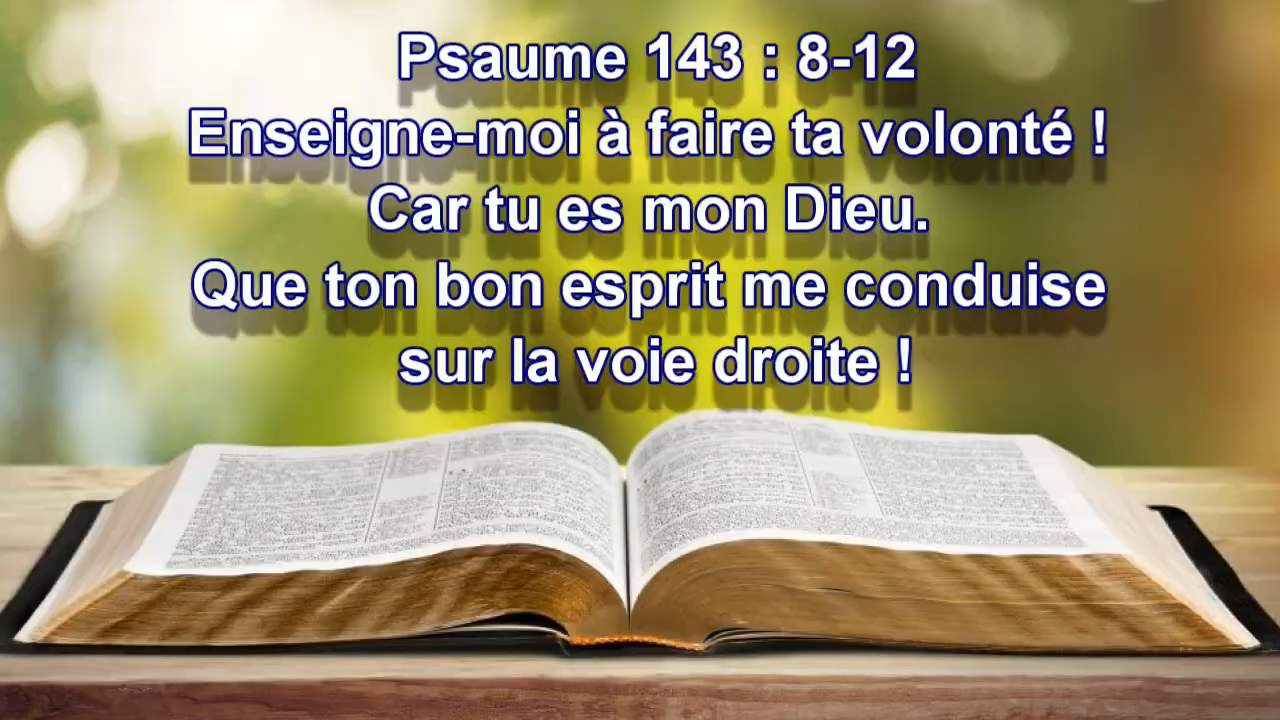 Psaume 143 : 8-12
Enseigne-moi à faire ta volonté !
Car tu es mon Dieu.
Que ton bon esprit me conduise
sur la voie droite !